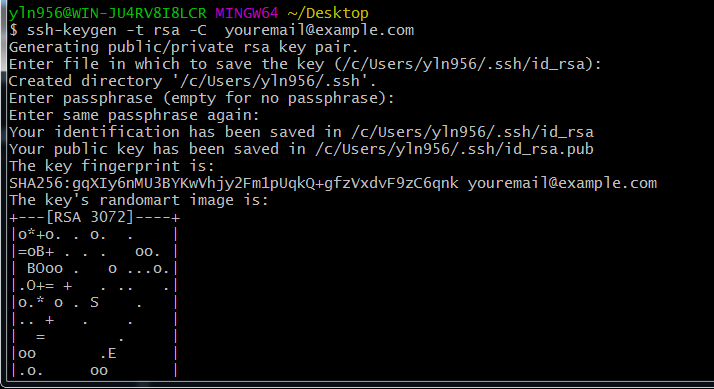 yln956@WIN-JU4RV8I8LCR MINGW64 ~/Desktop
$ ssh-keygen -t rsa -C  youremail@example.com
Generating public/private rsa key pair.
Enter file in which to save the key (/c/Users/yln956/.ssh/id_rsa):
Created directory '/c/Users/yln956/.ssh'.
Enter passphrase (empty for no passphrase):
Enter same passphrase again:
Your identification has been saved in /c/Users/yln956/.ssh/id_rsa
Your public key has been saved in /c/Users/yln956/.ssh/id_rsa.pub
The key fingerprint is:
SHA256:gqXIy6nMU3BYKwVhjy2Fm1pUqkQ+gfzVxdvF9zC6qnk youremail@example.com
The key's randomart image is:
+---[RSA 3072]----+
|o*+o. . o.  .    |
|=oB+ . . .   oo. |
| BOoo .   o ...o.|
|.O+= +   . ..   .|
|o.* o . S    .   |
|.. +   .    .    |
|  =        .     |
|oo       .E      |
|.o.     oo       |